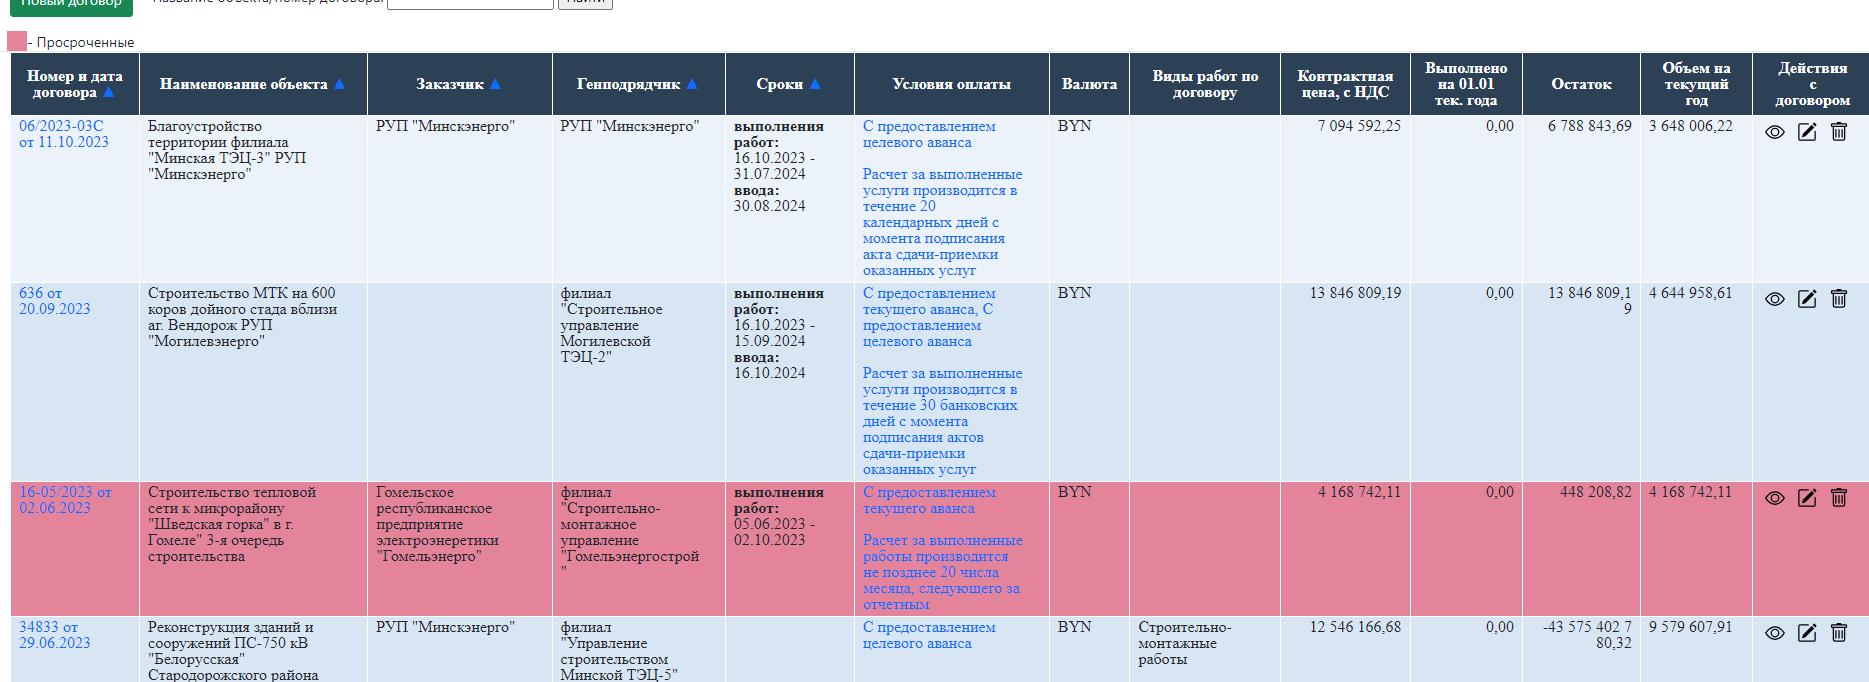 Новый договор
Название объекта/номер договора:
Найти
- Просроченные
Номер и дата
договора ▲
Наименование объекта ▲
Заказчик ▲
Генподрядчик ▲
Сроки ▲
Условия оплаты
Валюта
Виды работ по
договору
Контрактная
цена, с НДС
Выполнено
на 01.01
тек. года
Остаток
Объем на
текущий
год
Действия
с
договором
06/2023-03С
от 11.10.2023
Благоустройство
территории филиала
"Минская ТЭЦ-3" РУП
"Минскэнерго"
РУП "Минскэнерго"
РУП "Минскэнерго"
выполнения
работ:
16.10.2023 -
31.07.2024
ввода:
30.08.2024
С предоставлением
целевого аванса
Расчет за выполненные
услуги производится в
течение 20
календарных дней с
момента подписания
акта сдачи-приемки
оказанных услуг
BYN
7 094 592,25
0,00
6 788 843,69
3 648 006,22
636 от
20.09.2023
Строительство МТК на 600
коров дойного стада вблизи
аг. Вендорож РУП
"Могилевэнерго"
филиал
"Строительное
управление
Могилевской
ТЭЦ-2"
выполнения
работ:
16.10.2023 -
15.09.2024
ввода:
16.10.2024
С предоставлением
текущего аванса, С
предоставлением
целевого аванса
Расчет за выполненные
услуги производится в
течение 30 банковских
дней с момента
подписания актов
сдачи-приемки
оказанных услуг
BYN
13 846 809,19
0,00
13 846 809,1
9
4 644 958,61
16-05/2023 от
02.06.2023
Строительство тепловой
сети к микрорайону
"Шведская горка" в г.
Гомеле" 3-я очередь
строительства
Гомельское
республиканское
предприятие
электроэнеретики
"Гомельэнерго"
филиал
"Строительно-
монтажное
управление
"Гомельэнергострой
"
выполнения
работ:
05.06.2023 -
02.10.2023
С предоставлением
текущего аванса
Расчет за выполненные
работы производится
не позднее 20 числа
месяца, следующего за
отчетным
BYN
4 168 742,11
0,00
448 208,82
4 168 742,11
34833 от
29.06.2023
Реконструкция зданий и
сооружений ПС-750 кВ
"Белорусская"
Стародорожского района
РУП "Минскэнерго"
филиал
"Управление
строительством
Минской ТЭЦ-5"
С предоставлением
целевого аванса
BYN
Строительно-
монтажные
работы
12 546 166,68
0,00
-43 575 402 7
80,32
9 579 607,91